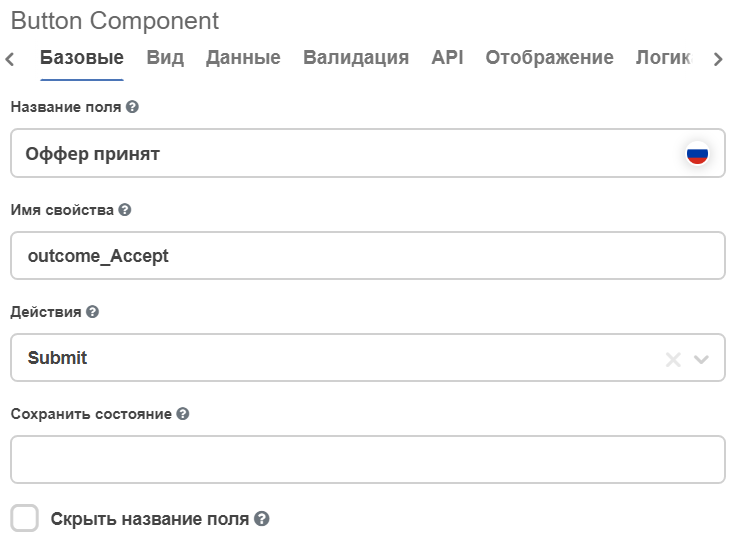 Button Component
Базовые Вид Данные Валидация API Отображение Логик
Название поля
Оффер принят
Имя свойства
outcome_Accept
Действия
Submit
Сохранить состояние
Скрыть название поля